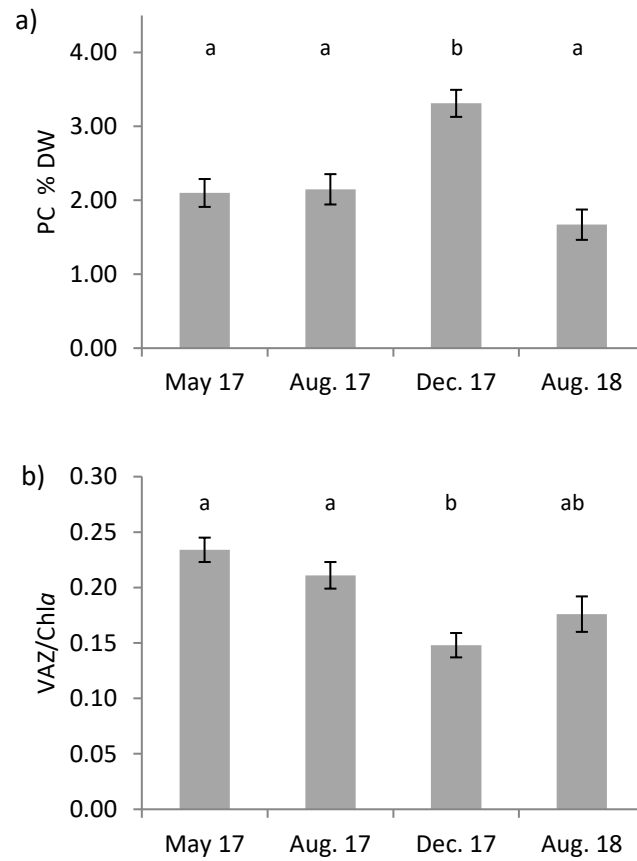 a)
PC % DW
4.00
3.00
2.00
1.00
0.00
a a b a
May 17 Aug. 17 Dec. 17 Aug. 18
b)
VAZ/Chla
0.30
0.25
0.20
0.15
0.10
0.05
0.00
a a b ab
May 17 Aug. 17 Dec. 17 Aug. 18